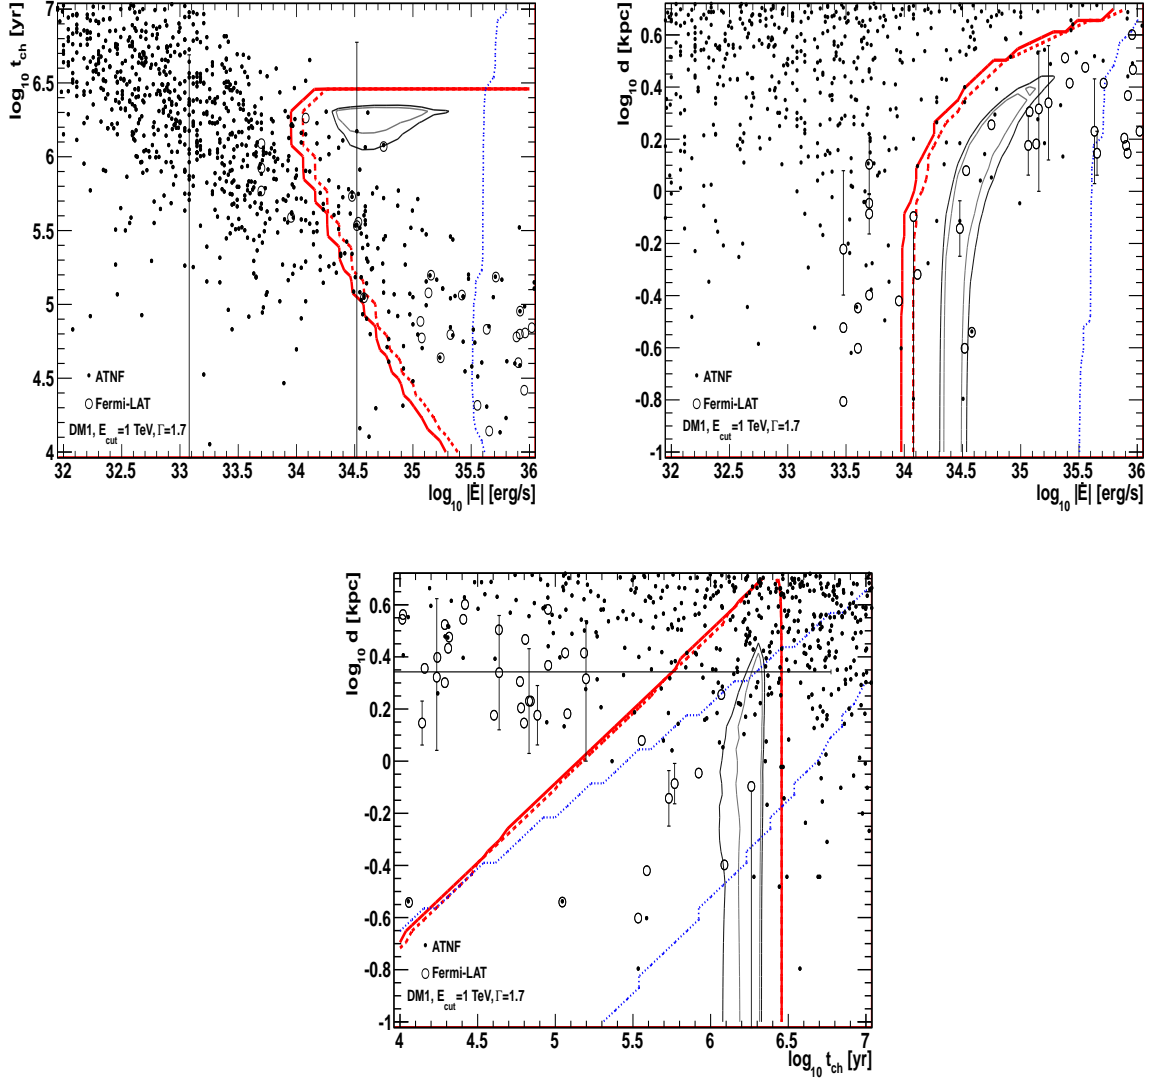 log10 tch [yr]
7
6.5
6
5.5
5
4.5
4
ATNF
Fermi-LAT
DM1, Ecut=1 TeV, Γ=1.7
32 32.5 33 33.5 34 34.5 35 35.5 36
log10 |Ė| [erg/s]
log10 d [kpc]
0.6
0.4
0.2
0
-0.2
-0.4
-0.6
-0.8
-1
ATNF
Fermi-LAT
DM1, Ecut=1 TeV, Γ=1.7
32 32.5 33 33.5 34 34.5 35 35.5 36
log10 |Ė| [erg/s]
log10 d [kpc]
0.6
0.4
0.2
0
-0.2
-0.4
-0.6
-0.8
-1
ATNF
Fermi-LAT
DM1, Ecut=1 TeV, Γ=1.7
4 4.5 5 5.5 6 6.5 7
log10 tch [yr]